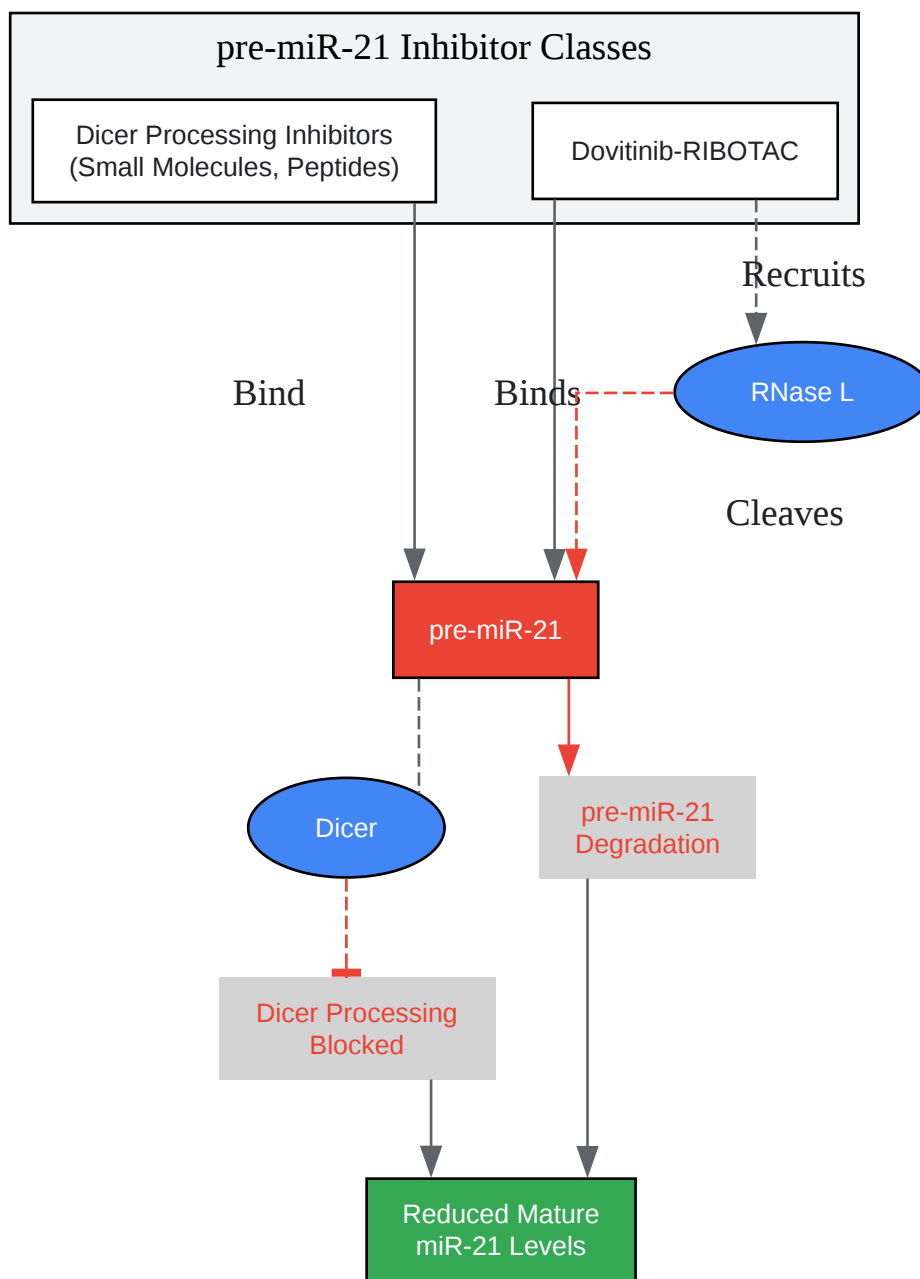 pre-miR-21 Inhibitor Classes
Dicer Processing Inhibitors
(Small Molecules, Peptides)
Dovitinib-RIBOTAC
Recruits
Bind
Binds
RNase L
Cleaves
pre-miR-21
Dicer
pre-miR-21
Degradation
Dicer Processing
Blocked
Reduced Mature
miR-21 Levels